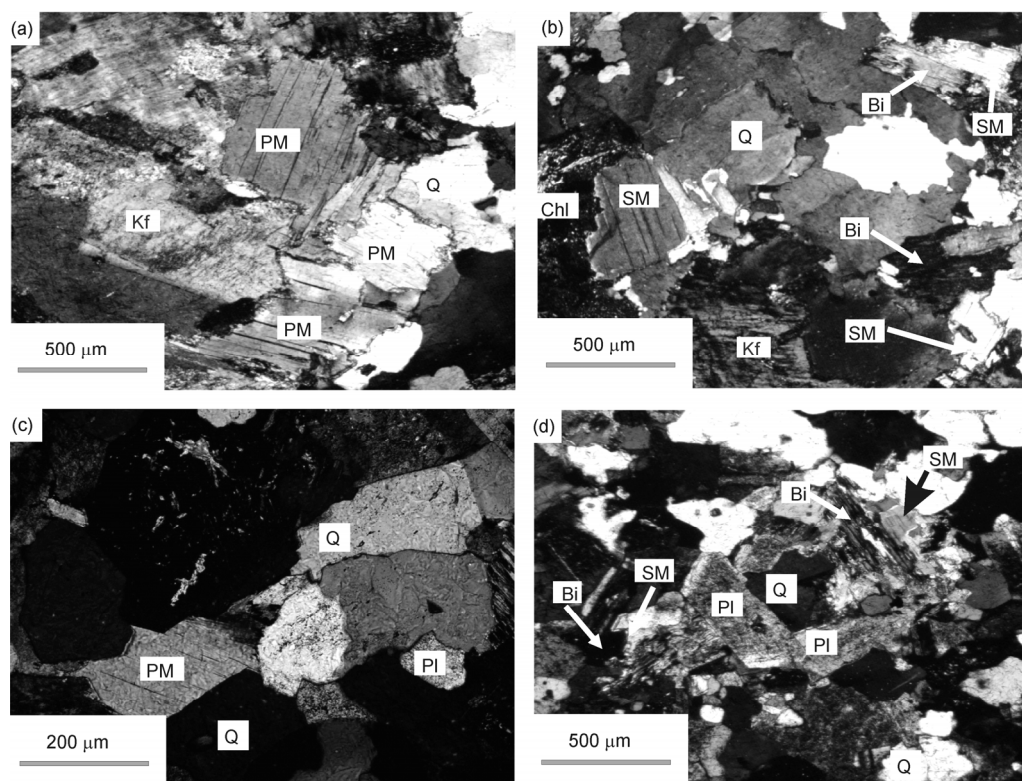 (a)
PM
Q
Kf
PM
PM
500 μm
(b)
Bi
SM
Q
SM
Chl
Bi
SM
Kf
500 μm
(c)
Q
PM
Pl
Q
200 μm
(d)
SM
Bi
SM
Q
Bi
Pl
Pl
Q
500 μm